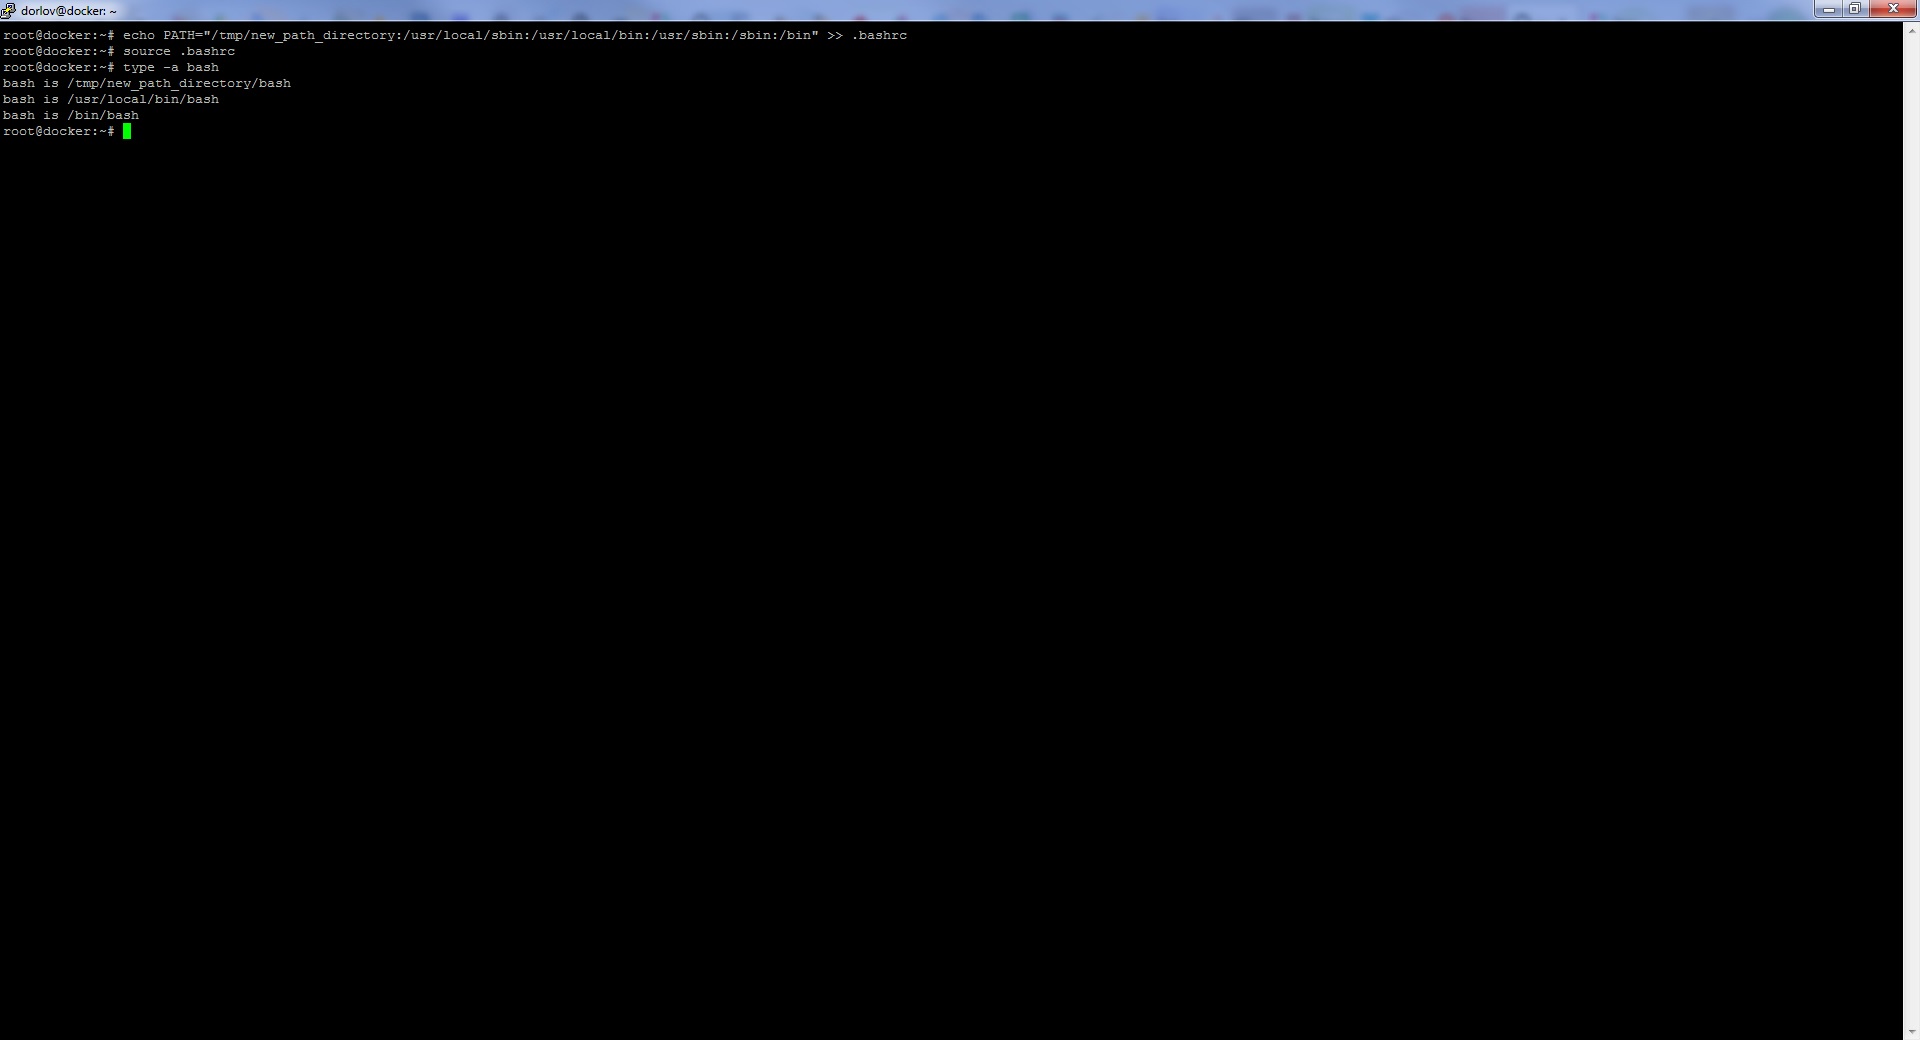 dorlov@docker: ~
root@docker:~# echo PATH="/tmp/new_path_directory:/usr/local/sbin:/usr/local/bin:/usr/sbin:/sbin:/bin" >> .bashrc
root@docker:~# source .bashrc
root@docker:~# type -a bash
bash is /tmp/new_path_directory/bash
bash is /usr/local/bin/bash
bash is /bin/bash
root@docker:~#